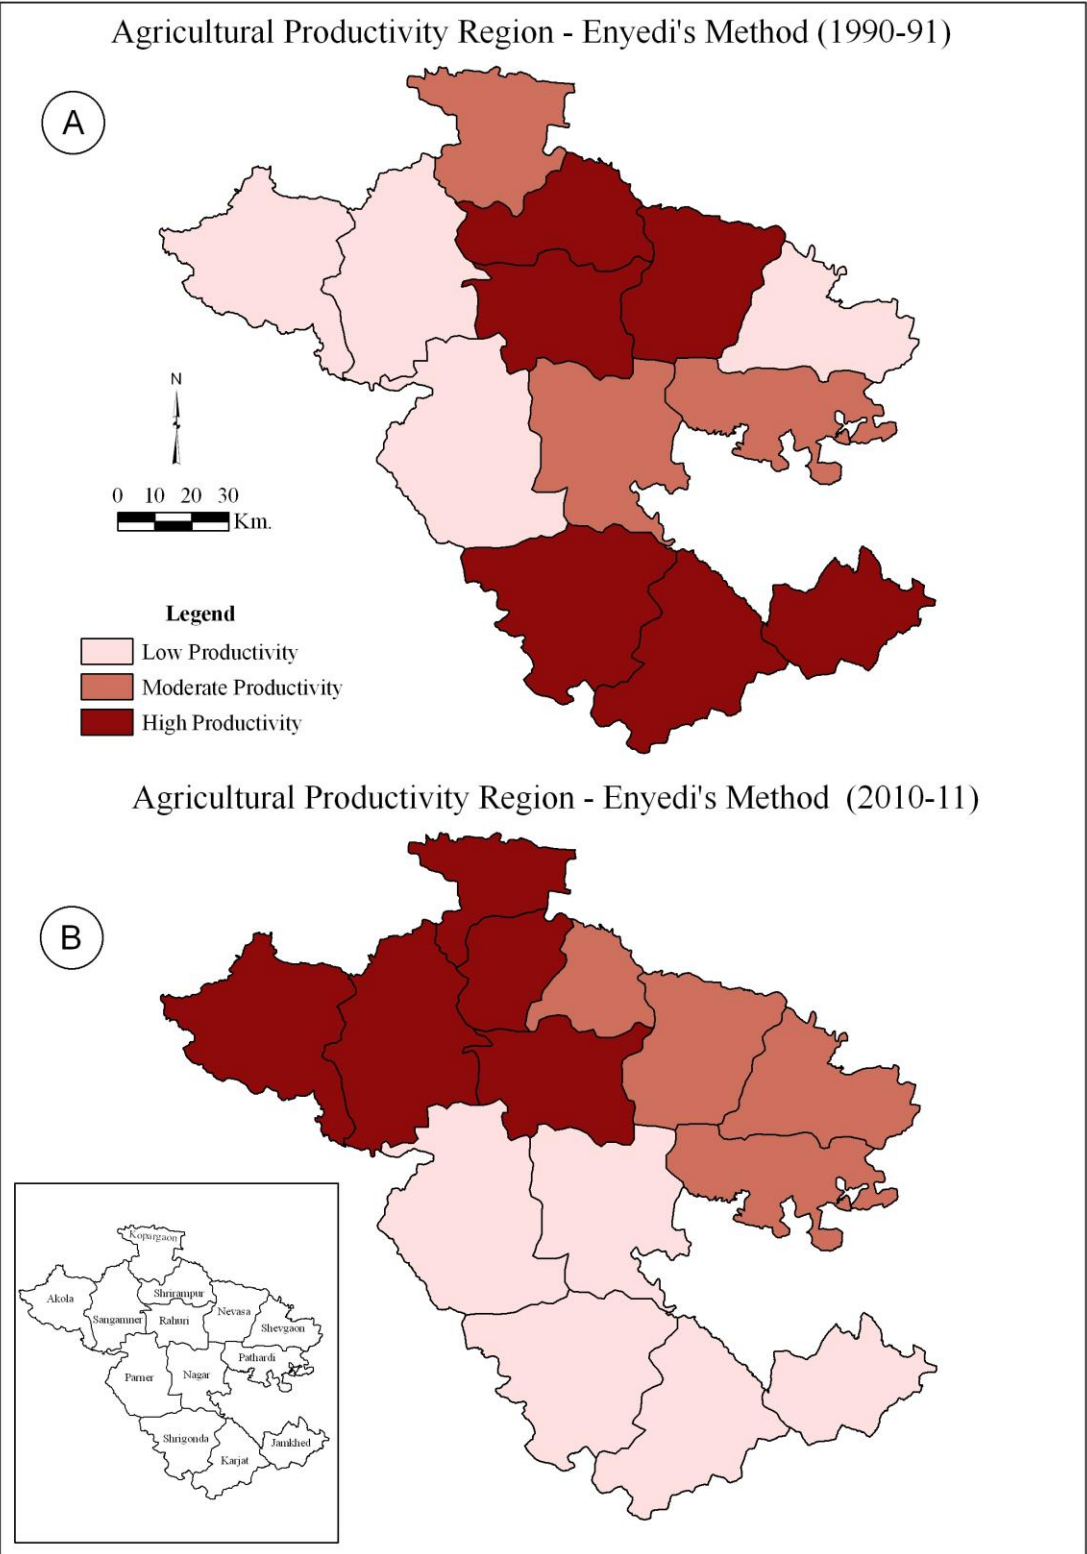 Agricultural Productivity Region - Enyedi's Method (1990-91)
A
N
0 10 20 30
Km.
Legend
Low Productivity
Moderate Productivity
High Productivity
Agricultural Productivity Region - Enyedi's Method (2010-11)
B
Kopargaon
Akola
Shrirampur
Sangamner
Rahuri
Nevasa
Shevgaon
Parner
Nagar
Pathardi
Shrigonda
Karjat
Jamkhed